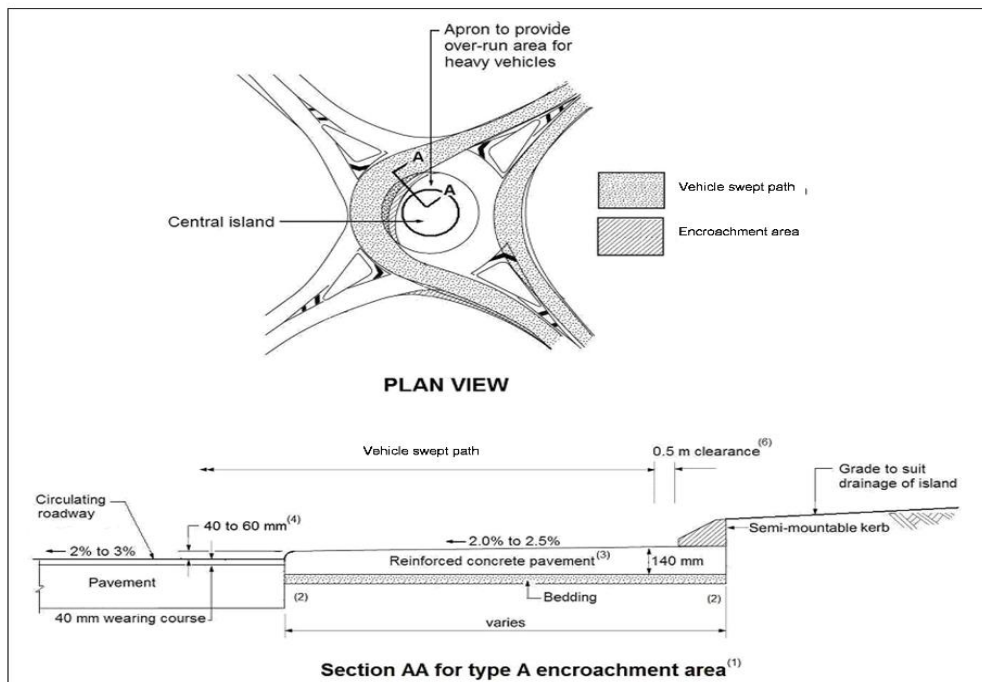 Apron to provide
over-run area for
heavy vehicles
A
A
Central island
Vehicle swept path
Encroachment area
PLAN VIEW
Vehicle swept path
0.5 m clearance(6)
Grade to suit
drainage of island
Circulating
roadway
40 to 60 mm(4)
Semi-mountable kerb
2% to 3%
2.0% to 2.5%
Reinforced concrete pavement(3)
140 mm
Pavement
(2)
Bedding
(2)
40 mm wearing course
varies
Section AA for type A encroachment area(1)